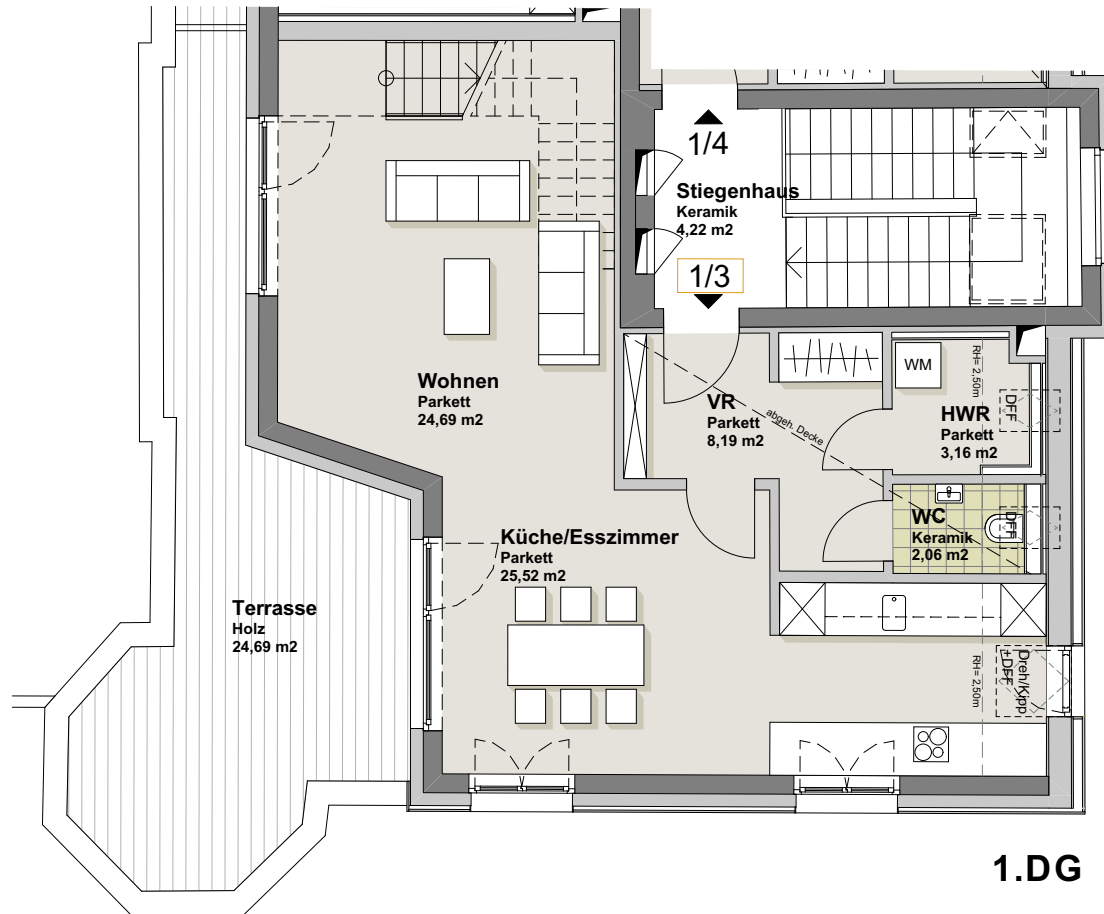 1/4
Stiegenhaus
Keramik
4,22 m2
1/3
Wohnen
Parkett
24,69 m2
VR
Parkett
8,19 m2
abgeh. Decke
WM
RH= 2,50m
HWR
Parkett
3,16 m2
DFF
WC
Keramik
2,06 m2
DFF
Küche/Esszimmer
Parkett
25,52 m2
Terrasse
Holz
24,69 m2
RH= 2,50m
Dreh/Kipp
+DFF
1.DG